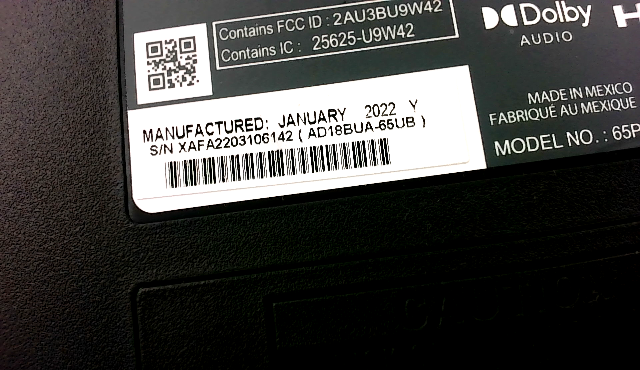 Contains FCC ID : 2AU3BU9W42
Contains IC : 25625-U9W42
Dolby
AUDIO
MANUFACTURED: JANUARY 2022 Y
S/N XAFA2203106142 ( AD18BUA-65UB )
MADE IN MEXICO
FABRIQUÉ AU MEXIQUE
MODEL NO. : 65P